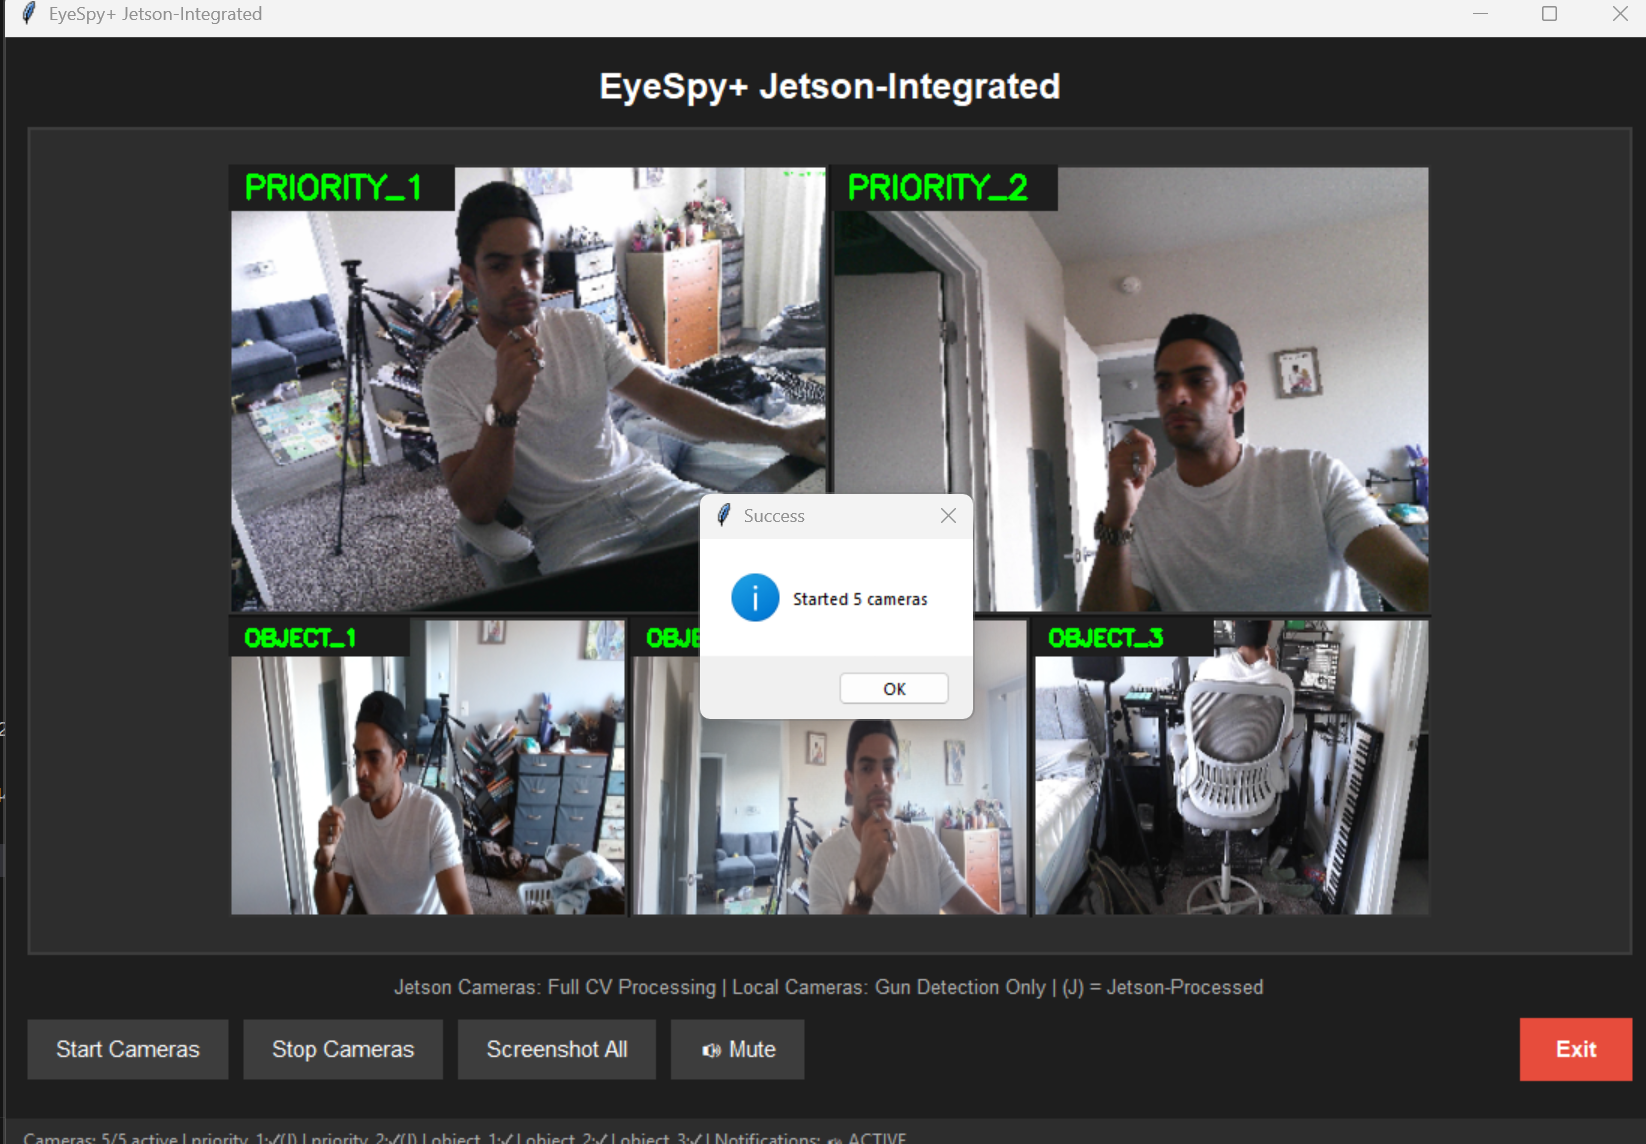 EyeSpy+ Jetson-Integrated
EyeSpy+ Jetson-Integrated
PRIORITY_1
PRIORITY_2
Success
Started 5 cameras
OK
OBJECT_1
OBJE
OBJECT_3
Jetson Cameras: Full CV Processing | Local Cameras: Gun Detection Only | (J) = Jetson-Processed
Start Cameras
Stop Cameras
Screenshot All
🔊 Mute
Exit
Cameras: 5/5 active | priority_1:✓(J) | priority_2:✓(J) | object_1:✓ | object_2:✓ | object_3:✓ | Notifications: 🔊 ACTIVE